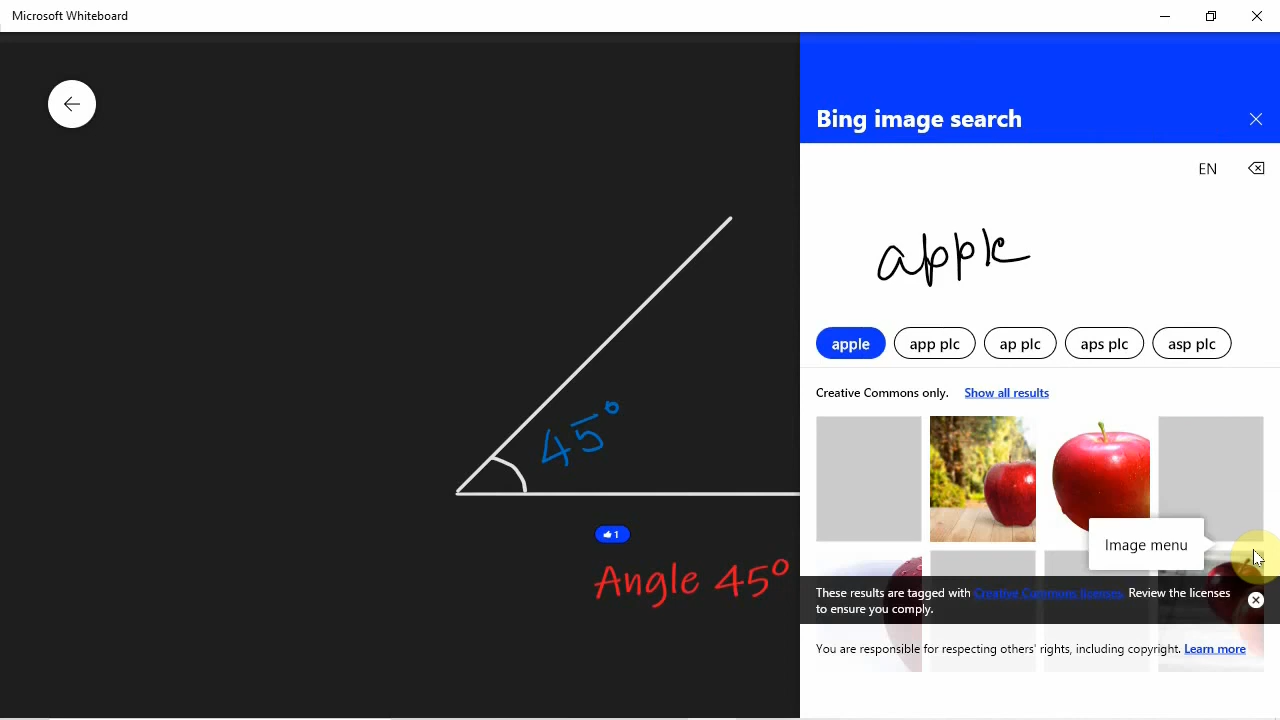 Microsoft Whiteboard
Bing image search
EN
apple
apple app plc ap plc aps plc asp plc
Creative Commons only. Show all results
45°
Image menu
1
Angle 45°
These results are tagged with Creative Commons licenses. Review the licenses
to ensure you comply.
You are responsible for respecting others' rights, including copyright. Learn more